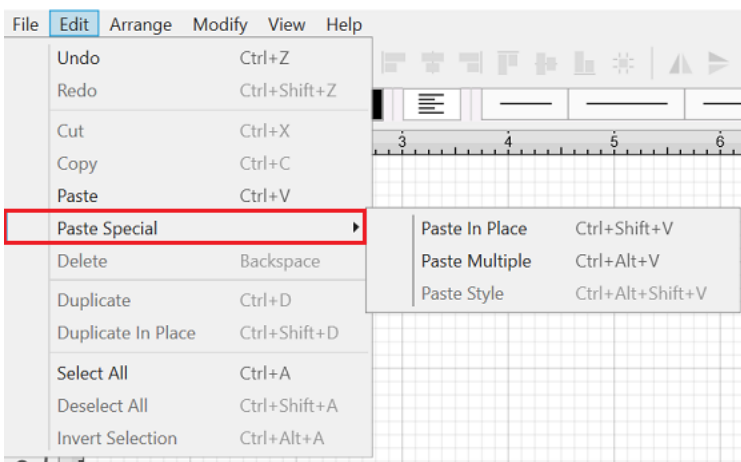 File Edit Arrange Modify View Help
Undo Ctrl+Z
Redo Ctrl+Shift+Z
Cut Ctrl+X
Copy Ctrl+C
Paste Ctrl+V
Paste Special
Delete Backspace
Duplicate Ctrl+D
Duplicate In Place Ctrl+Shift+D
Select All Ctrl+A
Deselect All Ctrl+Shift+A
Invert Selection Ctrl+Alt+A
3 4 5 6
Paste In Place Ctrl+Shift+V
Paste Multiple Ctrl+Alt+V
Paste Style Ctrl+Alt+Shift+V